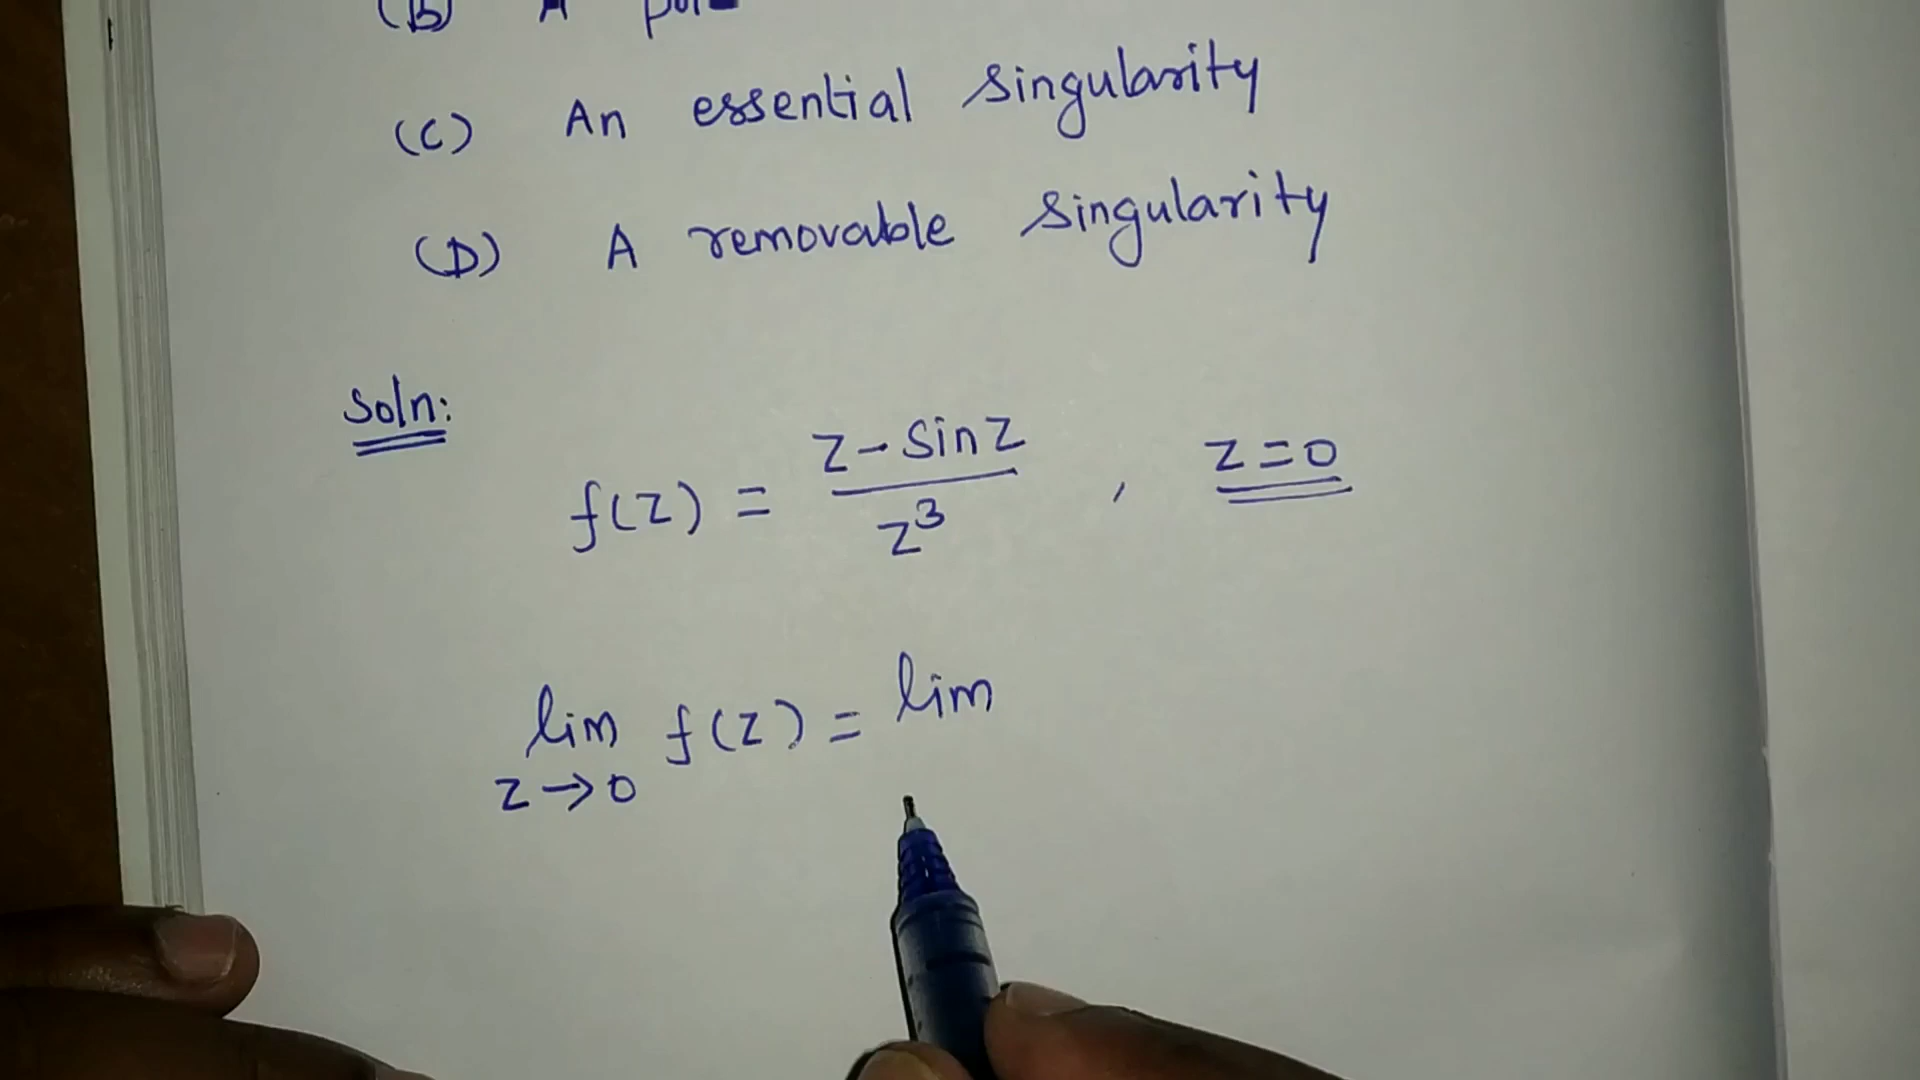 (B) A
(C) An essential singularity
(D) A removable singularity
Soln:
f(z) = z - sin z / z³ , z = 0
lim z→0 f(z) = lim